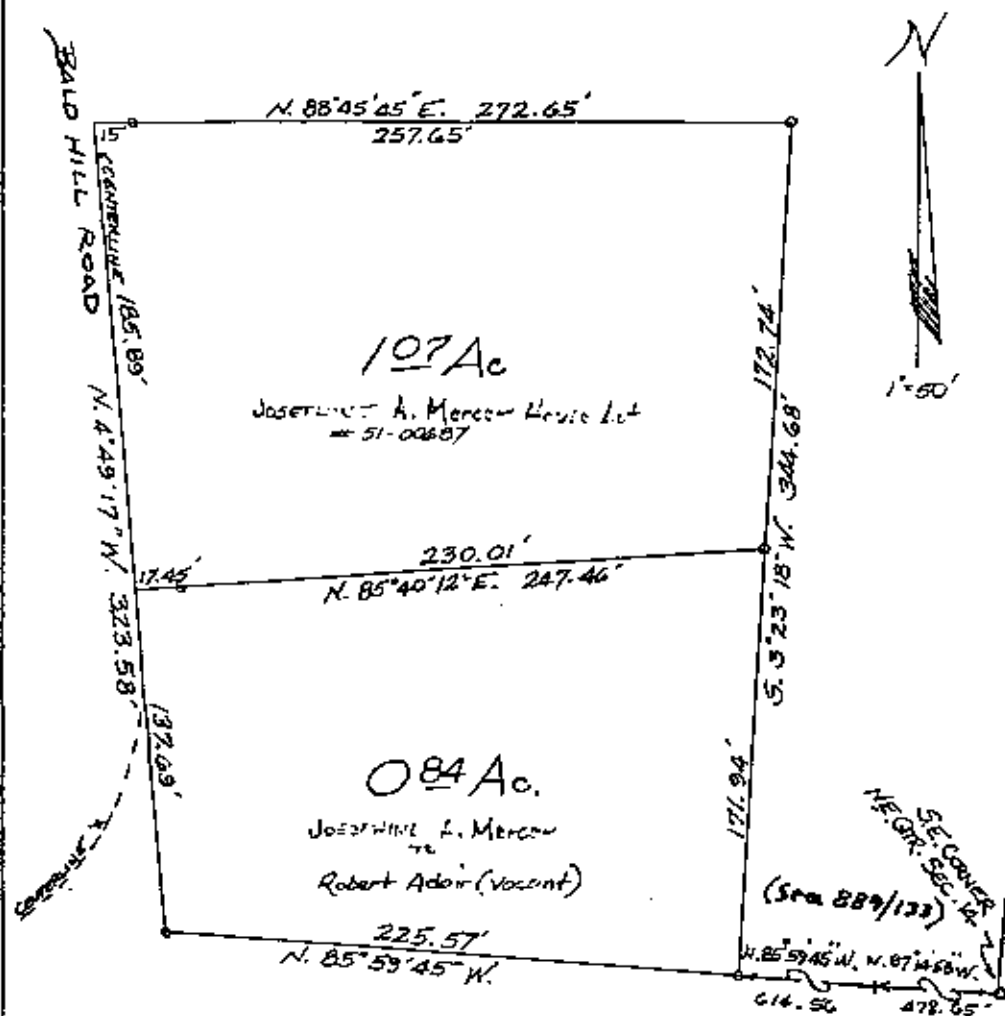 N
BALD HILL ROAD
N. 88°45'45" E. 272.65'
15'
257.65'
CENTERLINE 185.89'
172.74'
1"=50'
1 07 Ac
A. Mercer House Lot
# 51-00687
N. 4°49'17" W. 323.58'
S. 3°23'18" W. 344.68'
230.01'
17.45'
N. 85°40'12" E. 247.46'
137.69'
171.94'
0 84 Ac.
Mercer
to
Robert Adair (vacant)
S.E. CORNER
NE. QTR. SEC. 14
(See 889/133)
225.57'
N. 85°59'45" W.
N. 85°59'45" W. N. 87°14'58" W.
614.56
478.65'